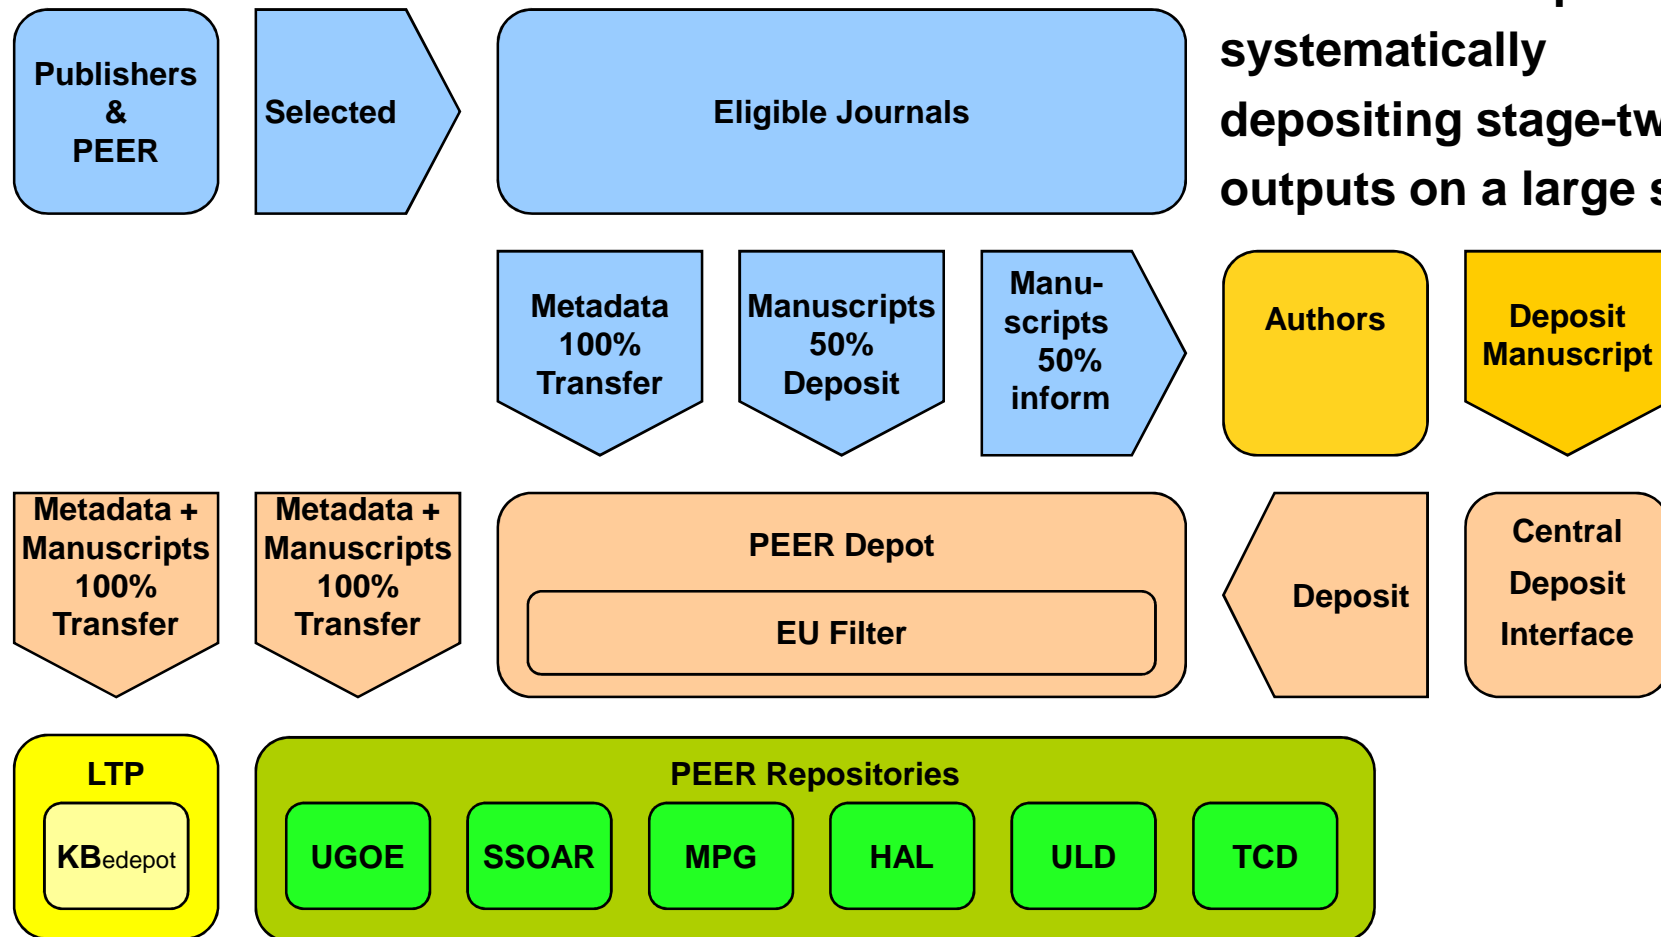 Publishers
&
PEER
Selected
Eligible Journals
systematically
depositing stage-tw
outputs on a large s
Metadata
100%
Transfer
Manuscripts
50%
Deposit
Manu-
scripts
50%
inform
Authors
Deposit
Manuscript
Metadata +
Manuscripts
100%
Transfer
Metadata +
Manuscripts
100%
Transfer
PEER Depot
EU Filter
Deposit
Central
Deposit
Interface
LTP
KBedepot
PEER Repositories
UGOE
SSOAR
MPG
HAL
ULD
TCD